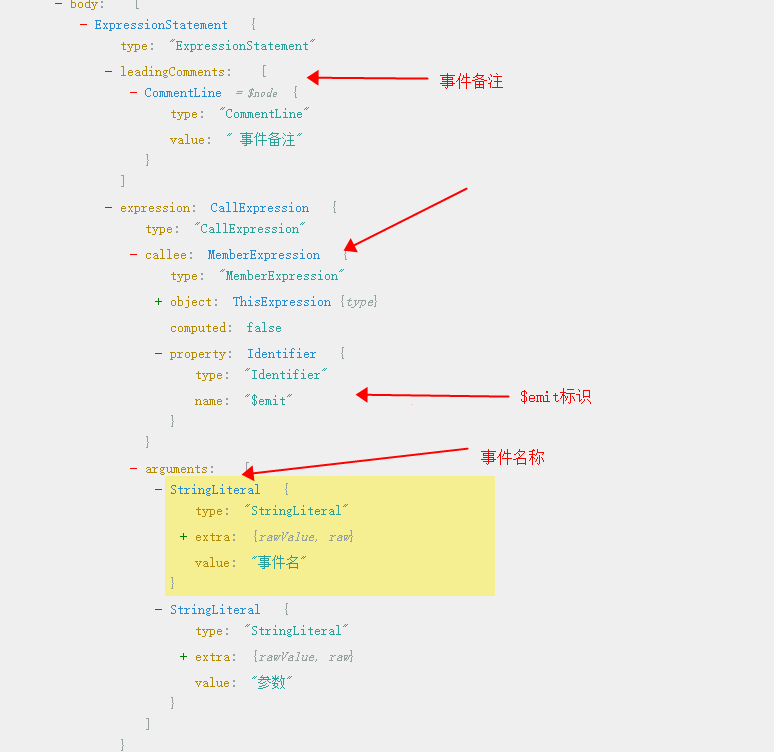 − body: [
− ExpressionStatement {
type: "ExpressionStatement"
− leadingComments: [
事件备注
− CommentLine = $node {
type: "CommentLine"
value: " 事件备注"
}
]
− expression: CallExpression {
type: "CallExpression"
− callee: MemberExpression {
type: "MemberExpression"
+ object: ThisExpression {type}
computed: false
− property: Identifier {
type: "Identifier"
name: "$emit"
$emit标识
}
}
事件名称
− arguments: [
− StringLiteral {
type: "StringLiteral"
+ extra: {rawValue, raw}
value: "事件名"
}
− StringLiteral {
type: "StringLiteral"
+ extra: {rawValue, raw}
value: "参数"
}
]
}